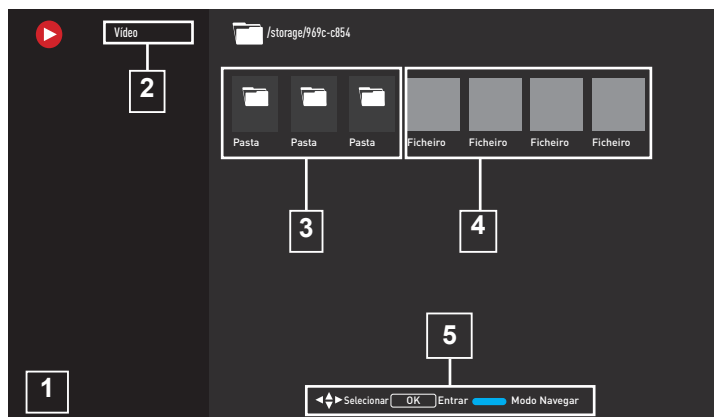 Vídeo
/storage/969c-c854
2
Pasta Pasta Pasta Ficheiro Ficheiro Ficheiro Ficheiro
3 4
5
1
Selecionar OK Entrar Modo Navegar